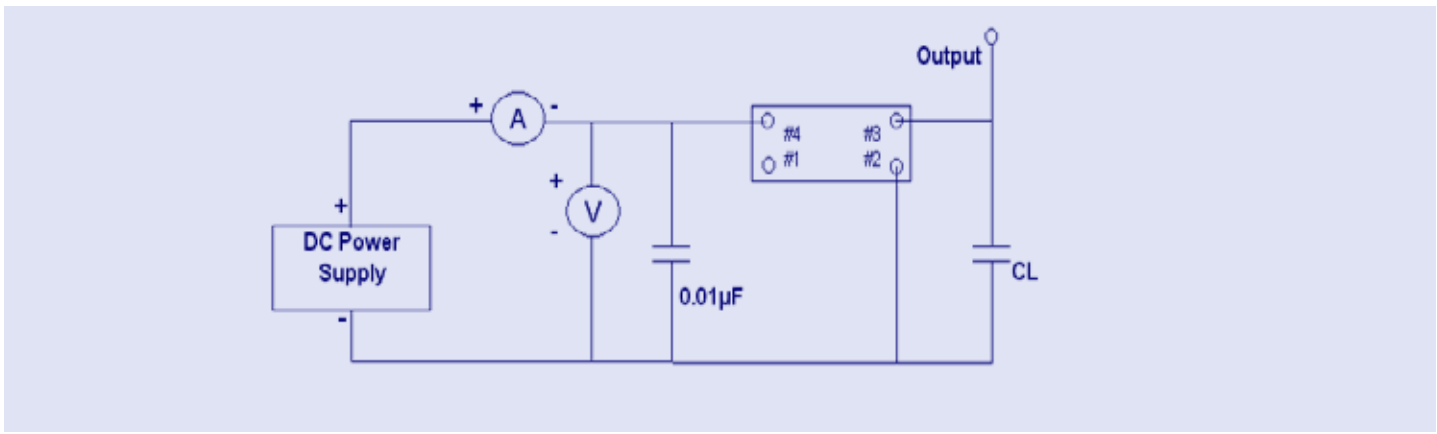 Output
+ A -
#4 #3
#1 #2
+
V
-
+
DC Power
Supply
-
0.01µF
CL